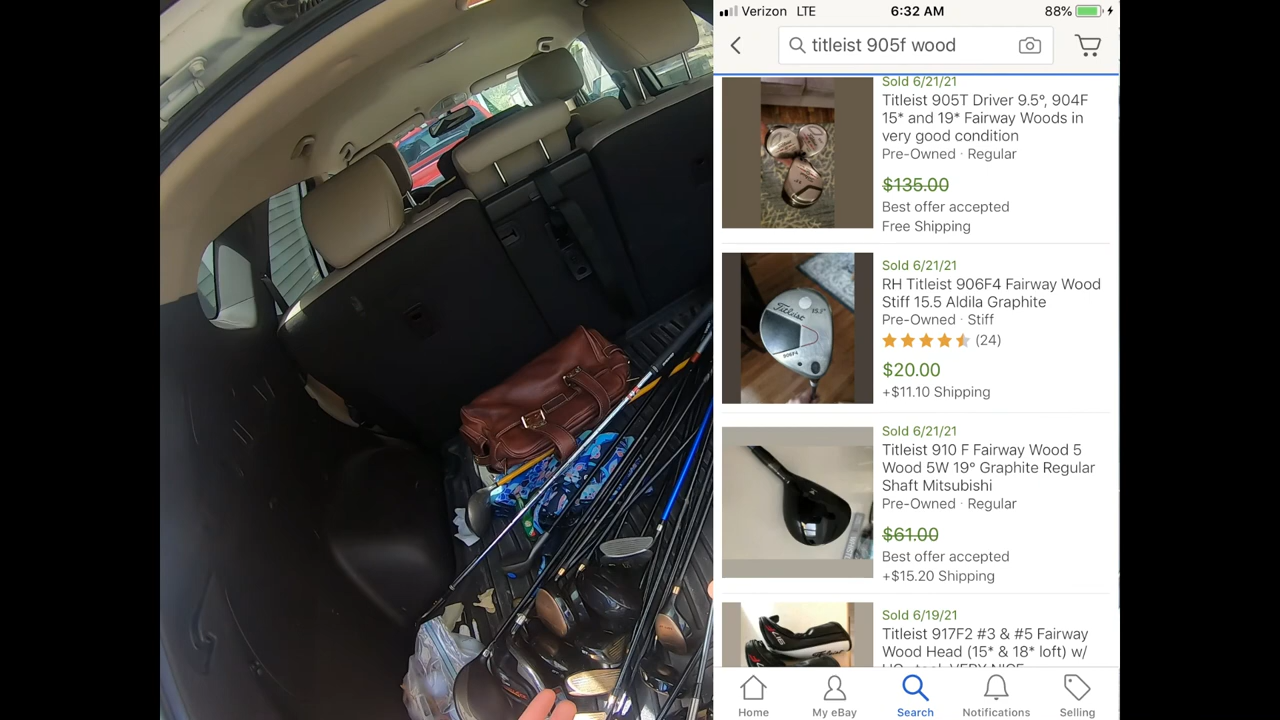 Verizon LTE 6:32 AM 88%
titleist 905f wood
Sold 6/21/21
Titleist 905T Driver 9.5°, 904F
15* and 19* Fairway Woods in
very good condition
Pre-Owned · Regular
$135.00
Best offer accepted
Free Shipping
Titleist
15.5°
906F4
Sold 6/21/21
RH Titleist 906F4 Fairway Wood
Stiff 15.5 Aldila Graphite
Pre-Owned · Stiff
(24)
$20.00
+$11.10 Shipping
Sold 6/21/21
Titleist 910 F Fairway Wood 5
Wood 5W 19° Graphite Regular
Shaft Mitsubishi
Pre-Owned · Regular
$61.00
Best offer accepted
+$15.20 Shipping
Sold 6/19/21
Titleist 917F2 #3 & #5 Fairway
Wood Head (15* & 18* loft) w/
Home My eBay Search Notifications Selling